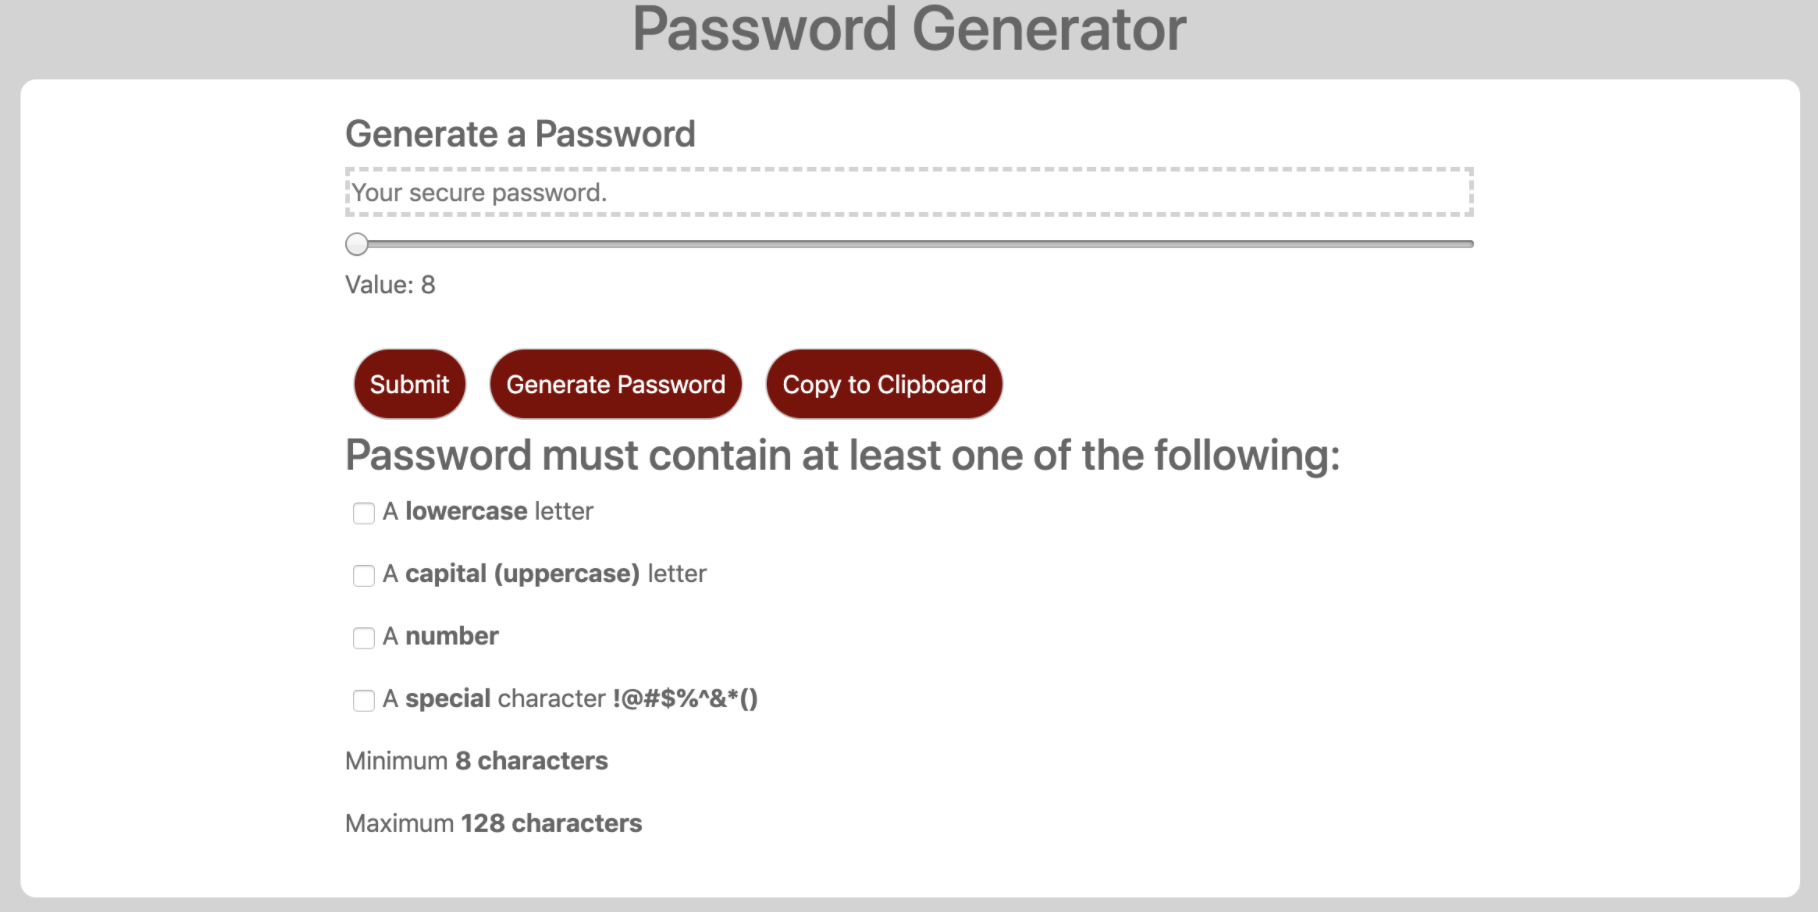 Password Generator
Generate a Password
Your secure password.
Value: 8
Submit Generate Password Copy to Clipboard
Password must contain at least one of the following:
A lowercase letter
A capital (uppercase) letter
A number
A special character !@#$%^&*()
Minimum 8 characters
Maximum 128 characters